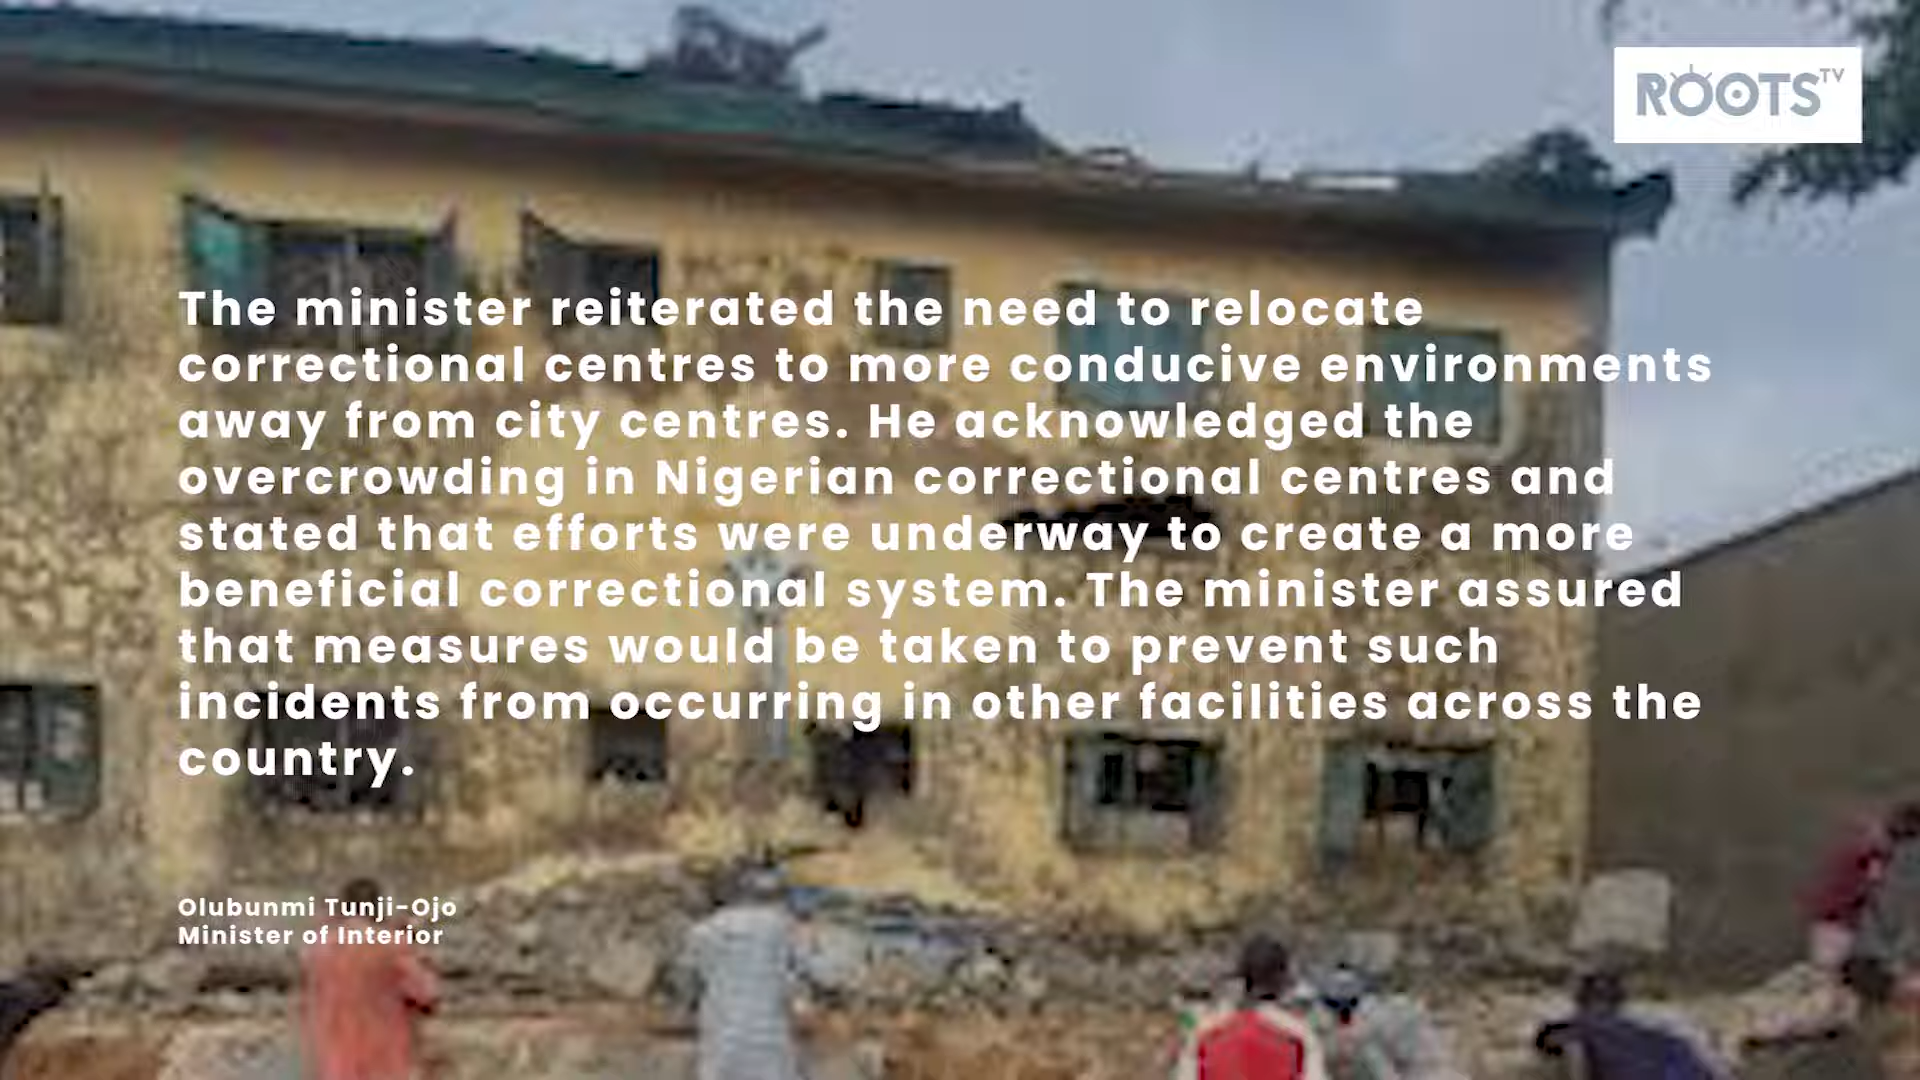 ROOTS TV
The minister reiterated the need to relocate
correctional centres to more conducive environments
away from city centres. He acknowledged the
overcrowding in Nigerian correctional centres and
stated that efforts were underway to create a more
beneficial correctional system. The minister assured
that measures would be taken to prevent such
incidents from occurring in other facilities across the
country.
Olubunmi Tunji-Ojo
Minister of Interior